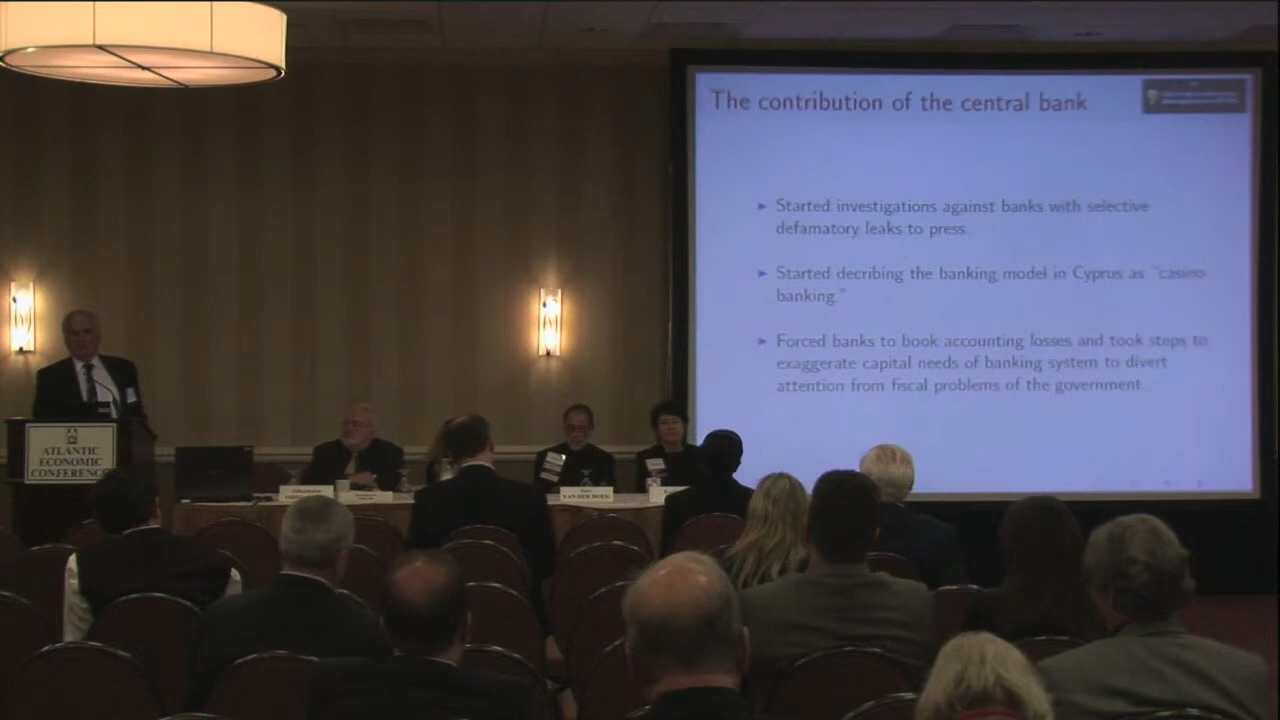 The contribution of the central bank
► Started investigations against banks with selective
defamatory leaks to press.
► Started decribing the banking model in Cyprus as "casino
banking."
► Forced banks to book accounting losses and took steps to
exaggerate capital needs of banking system to divert
attention from fiscal problems of the government.
ATLANTIC
ECONOMIC
CONFERENCE
VAN DER HOEK